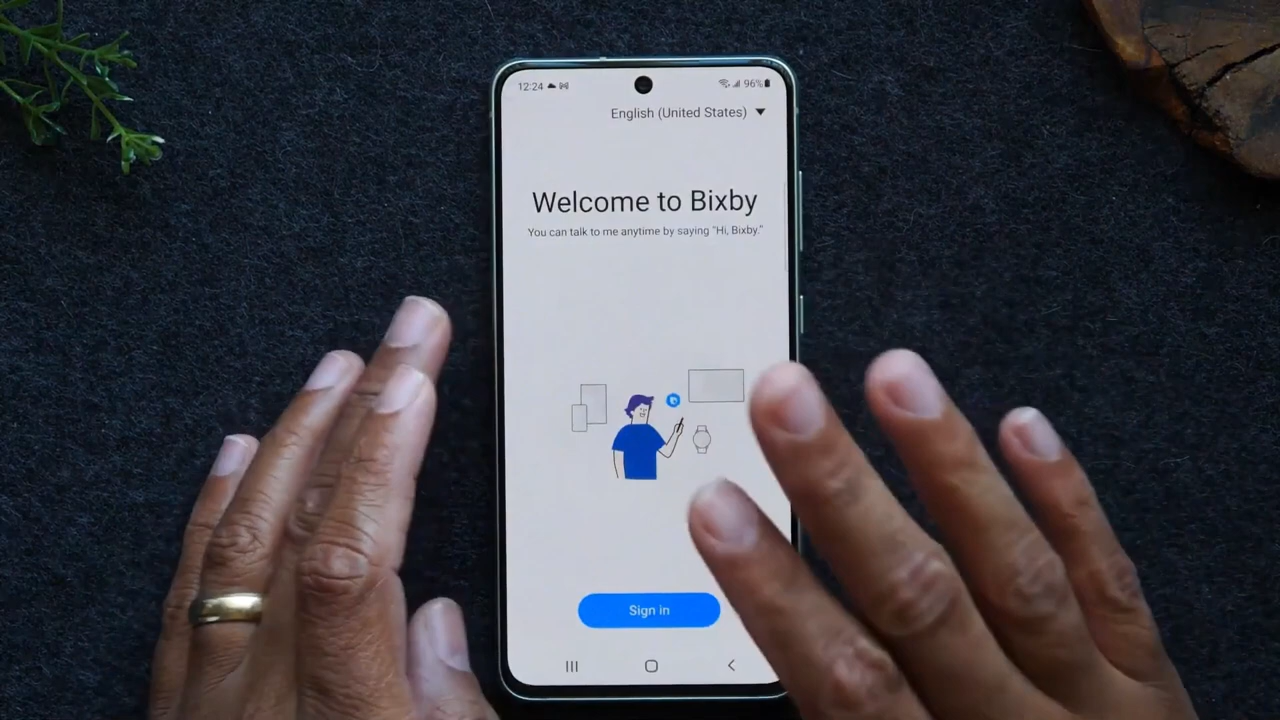 12:24 96%
English (United States)
Welcome to Bixby
You can talk to me anytime by saying "Hi, Bixby."
Sign in